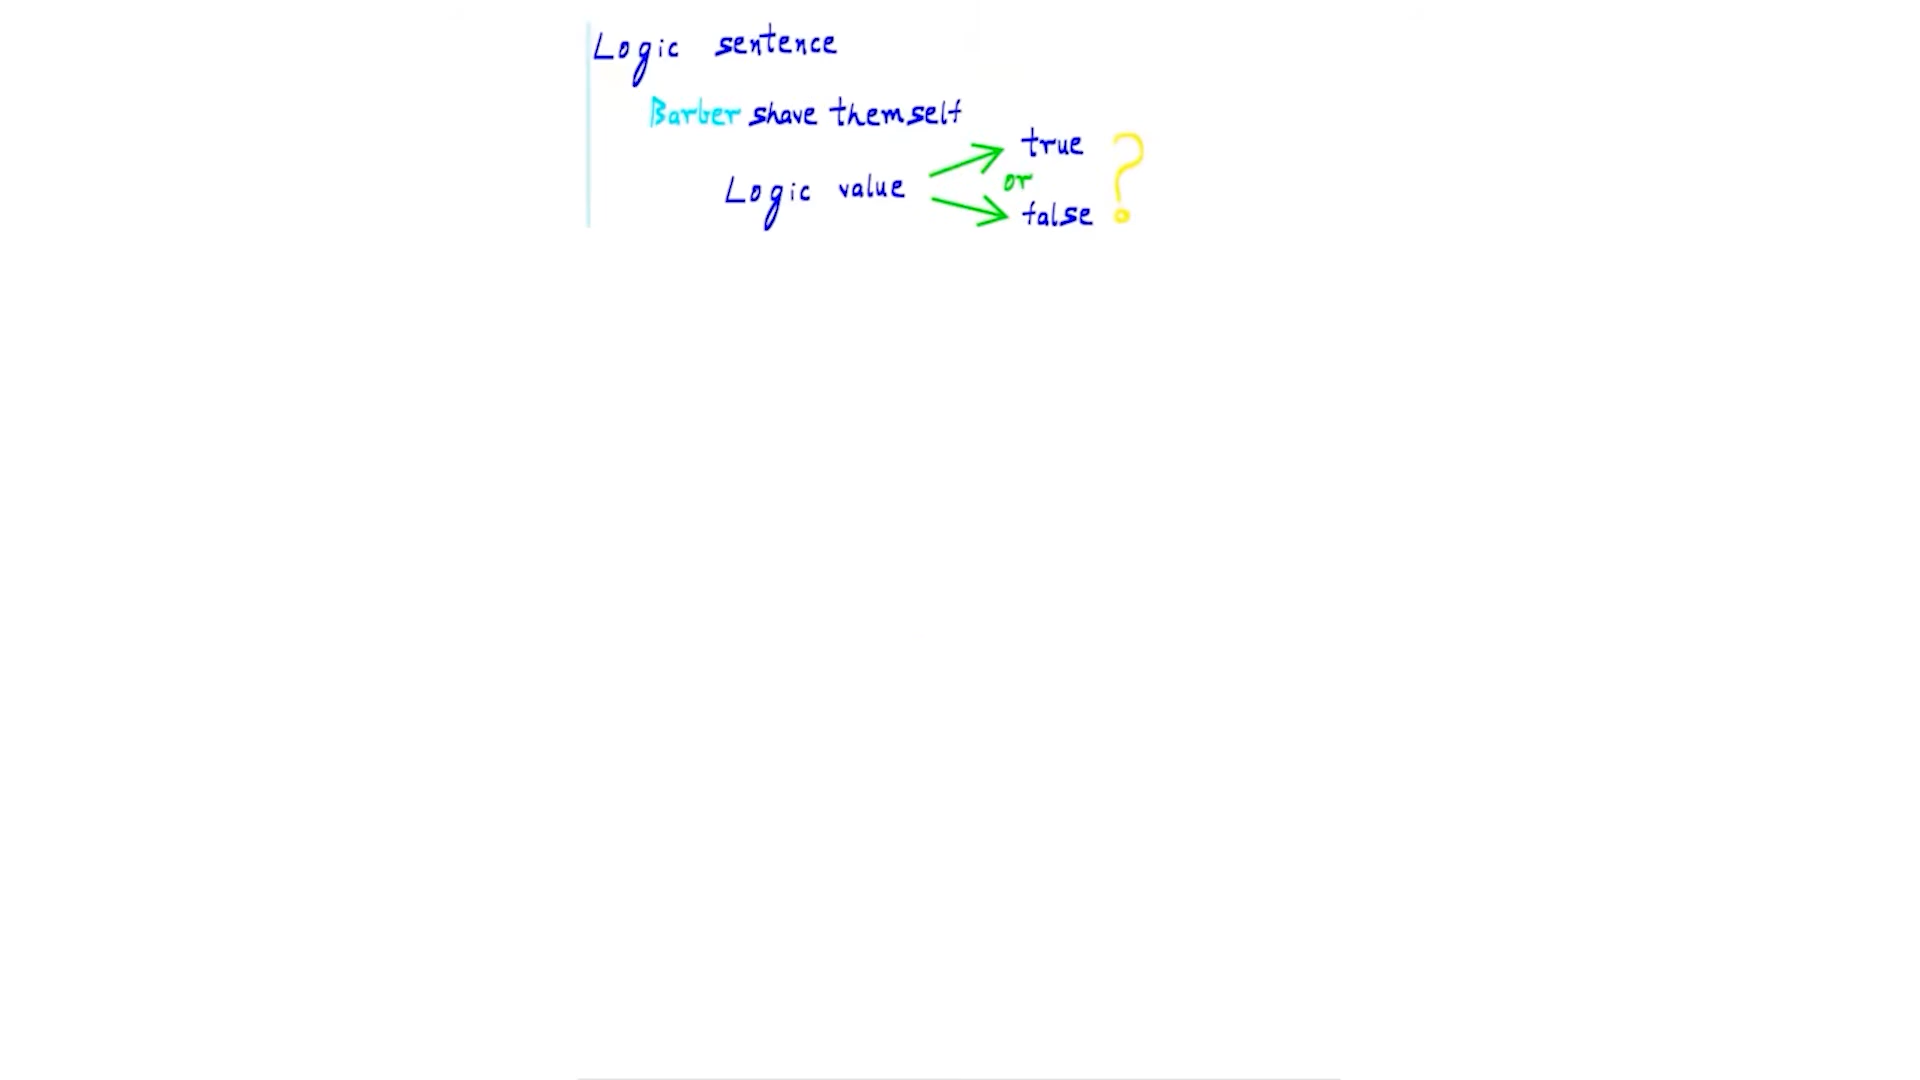 Logic sentence
Barber shave themself
true
or
Logic value
false
?